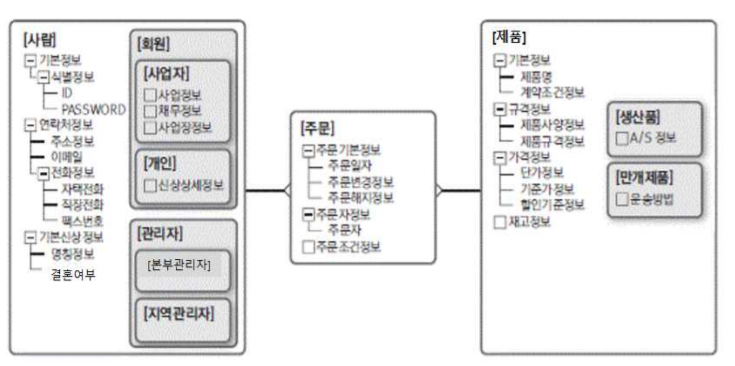 [사람]
기본정보
식별정보
ID
PASSWORD
연락처정보
주소정보
이메일
전화정보
자택전화
직장전화
팩스번호
기본신상정보
명칭정보
결혼여부
[회원]
[사업자]
사업정보
채무정보
사업장정보
[개인]
신상상세정보
[관리자]
[본부관리자]
[지역관리자]
[주문]
주문기본정보
주문일자
주문변경정보
주문해지정보
주문자정보
주문자
주문조건정보
[제품]
기본정보
제품명
계약조건정보
규격정보
제품사양정보
제품규격정보
가격정보
단가정보
기준가정보
할인기준정보
재고정보
[생산품]
A/S 정보
[만개제품]
운송방법